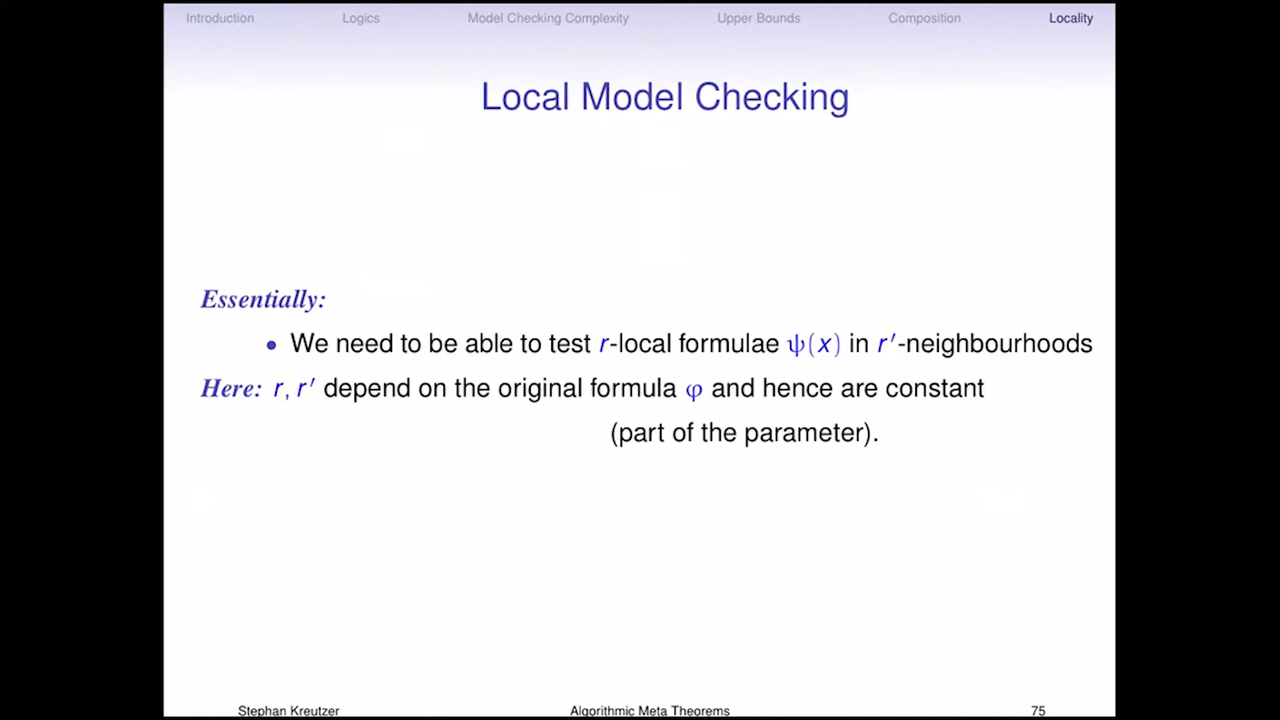 Introduction Logics Model Checking Complexity Upper Bounds Composition Locality
Local Model Checking
Essentially:
• We need to be able to test r-local formulae ψ(x) in r′-neighbourhoods
Here: r, r′ depend on the original formula φ and hence are constant
(part of the parameter).
Stephan Kreutzer Algorithmic Meta Theorems 75